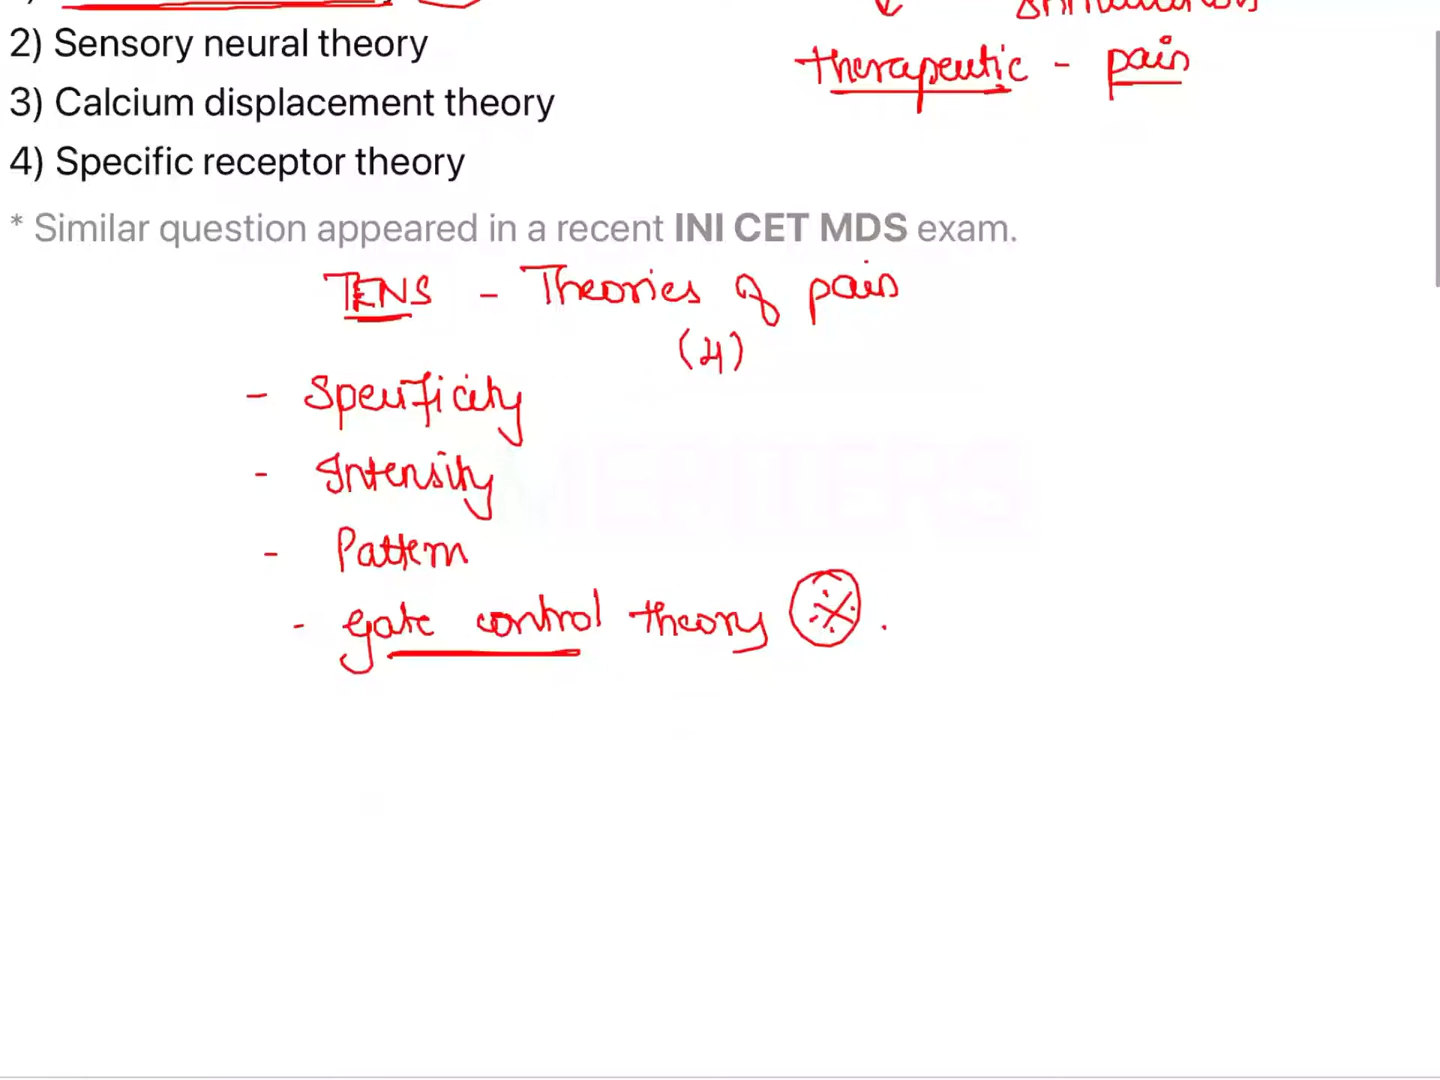 2) Sensory neural theory
therapeutic - pain
3) Calcium displacement theory
4) Specific receptor theory
* Similar question appeared in a recent INI CET MDS exam.
TENS - Theories of pain
(4)
- Specificity
- Intensity
- Pattern
- gate control theory
MERITERS